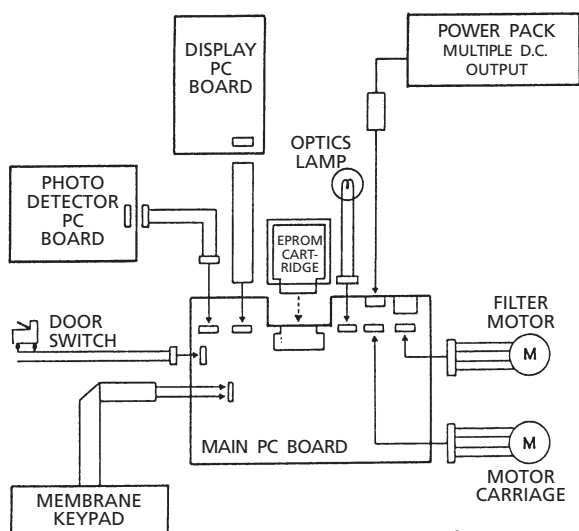 POWER PACK
MULTIPLE D.C.
OUTPUT
DISPLAY
PC
BOARD
OPTICS
LAMP
PHOTO
DETECTOR
PC
BOARD
EPROM
CART-
RIDGE
DOOR
SWITCH
FILTER
MOTOR
M
MAIN PC BOARD
M
MOTOR
CARRIAGE
MEMBRANE
KEYPAD